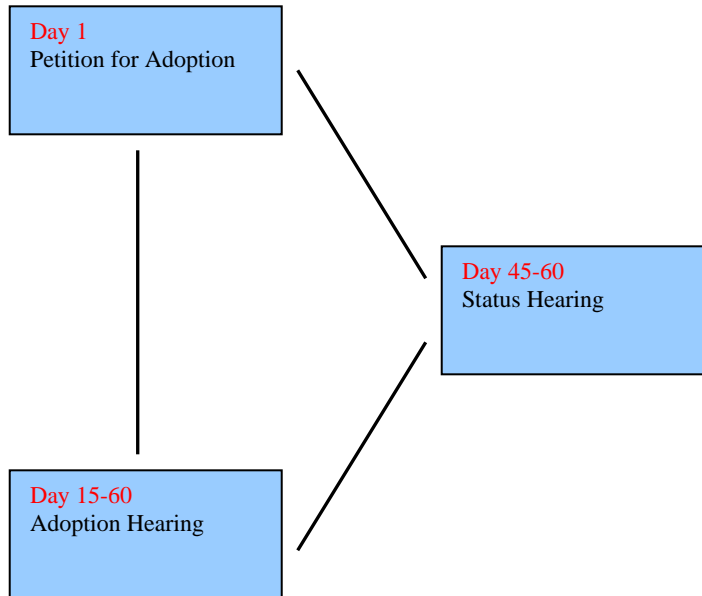 Day 1
Petition for Adoption
Day 45-60
Status Hearing
Day 15-60
Adoption Hearing